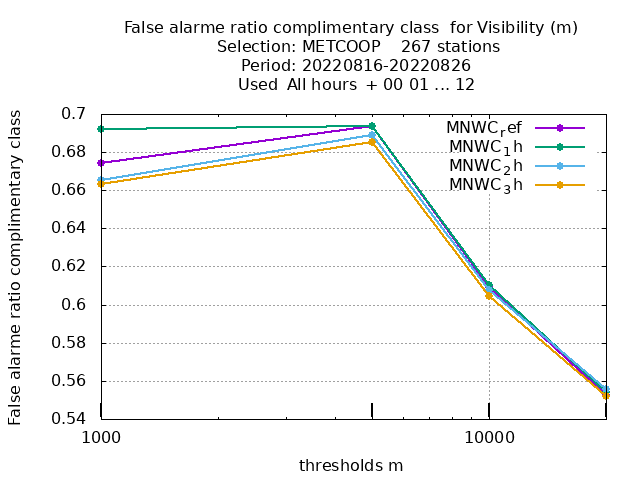 False alarme ratio complimentary class  for Visibility (m)
Selection: METCOOP    267 stations
Period: 20220816-20220826
Used  All hours  + 00 01 ... 12
False alarme ratio complimentary class
0.7
0.68
0.66
0.64
0.62
0.6
0.58
0.56
0.54
MNWC_ref
MNWC_1h
MNWC_2h
MNWC_3h
1000
10000
thresholds m